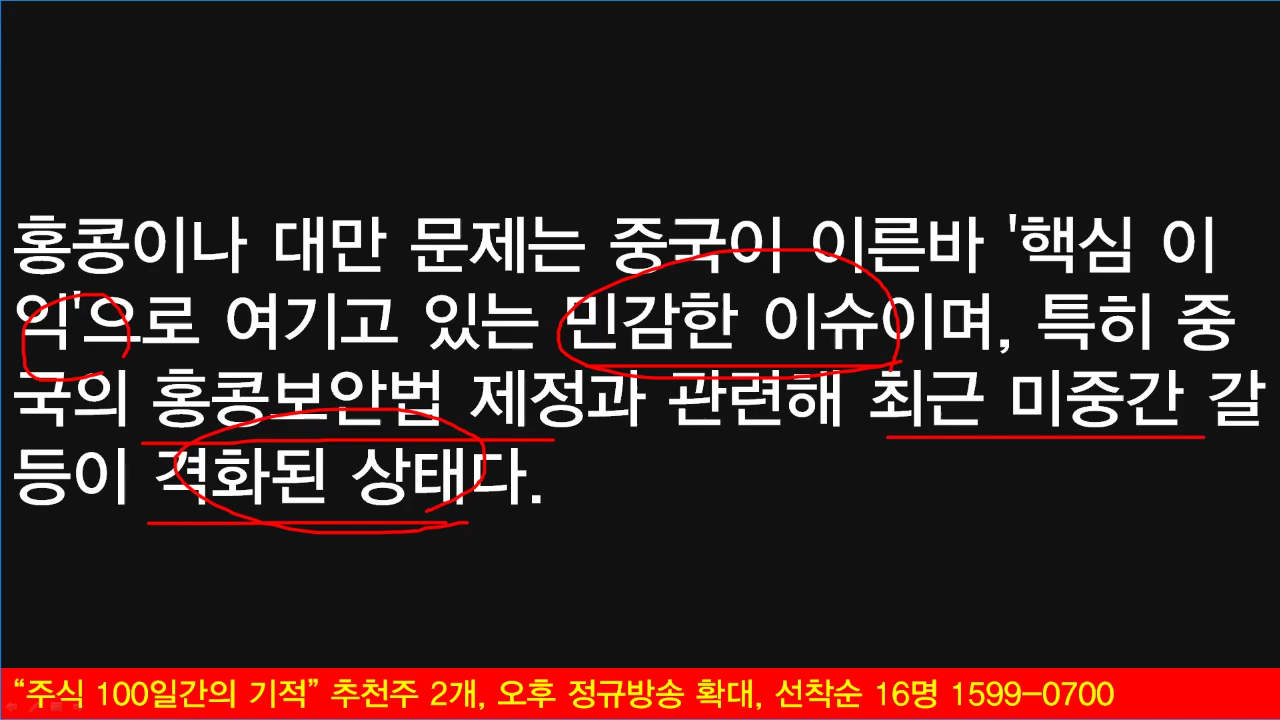 홍콩이나 대만 문제는 중국이 이른바 '핵심 이
익'으로 여기고 있는 민감한 이슈이며, 특히 중
국의 홍콩보안법 제정과 관련해 최근 미중간 갈
등이 격화된 상태다.
“주식 100일간의 기적” 추천주 2개, 오후 정규방송 확대, 선착순 16명 1599-0700